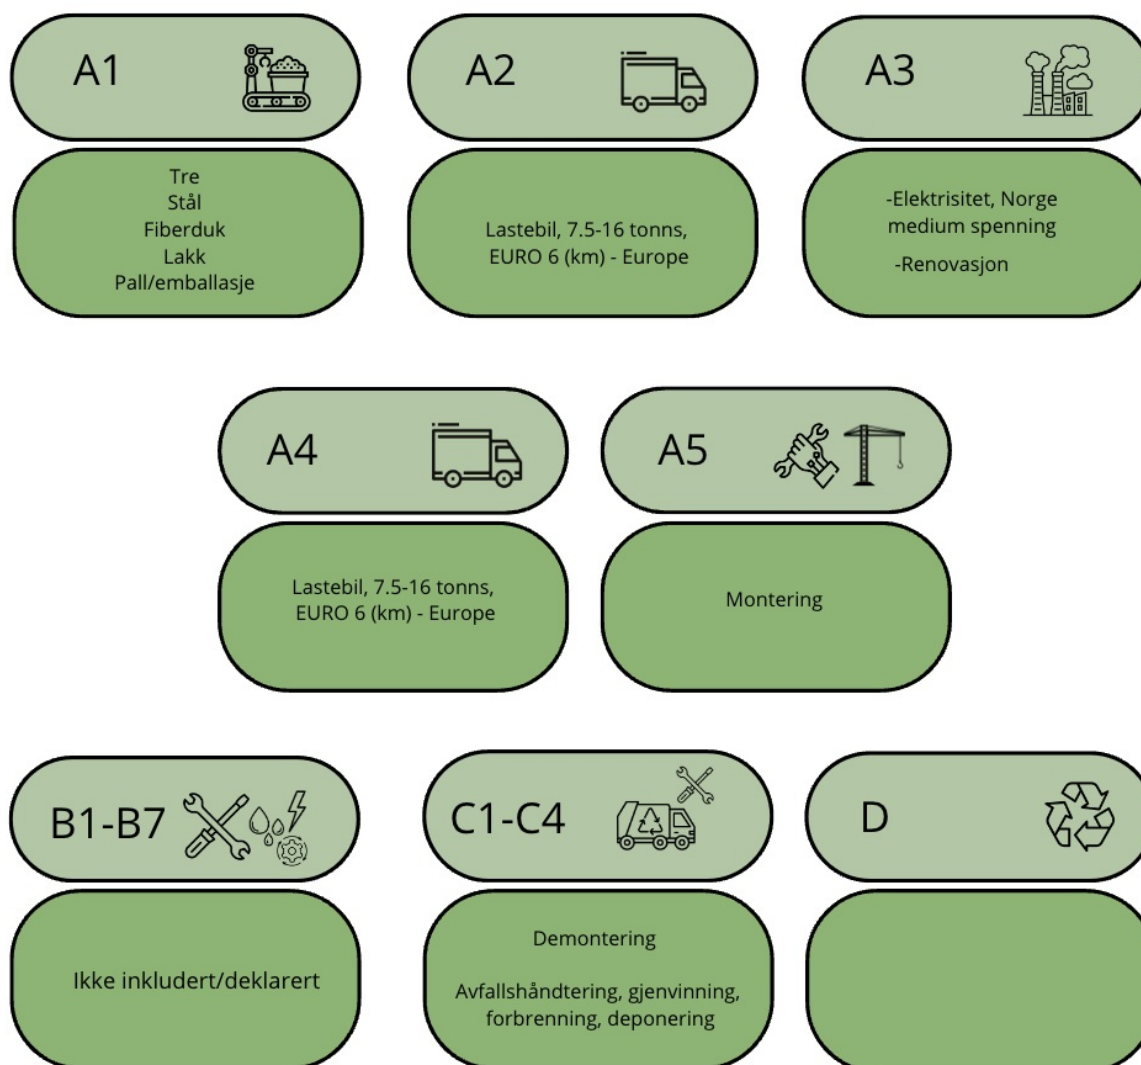 A1
Tre
Stål
Fiberduk
Lakk
Pall/emballasje
A2
Lastebil, 7.5-16 tonns,
EURO 6 (km) - Europe
A3
-Elektrisitet, Norge
medium spenning
-Renovasjon
A4
Lastebil, 7.5-16 tonns,
EURO 6 (km) - Europe
A5
Montering
B1-B7
Ikke inkludert/deklarert
C1-C4
Demontering
Avfallshåndtering, gjenvinning,
forbrenning, deponering
D